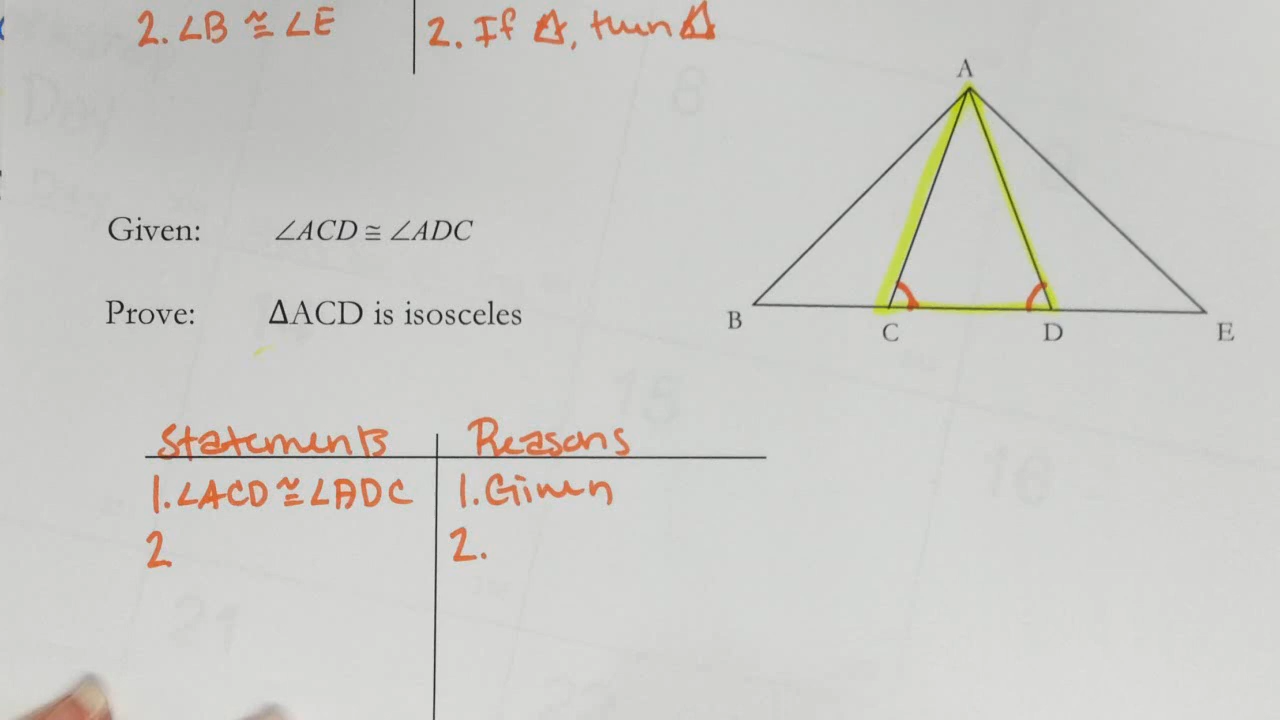 2. ∠B ≅ ∠E
2. If △, then △
A
Given: ∠ACD ≅ ∠ADC
Prove: ΔACD is isosceles
B
C
D
E
Statements
Reasons
1. ∠ACD ≅ ∠ADC
1. Given
2
2.